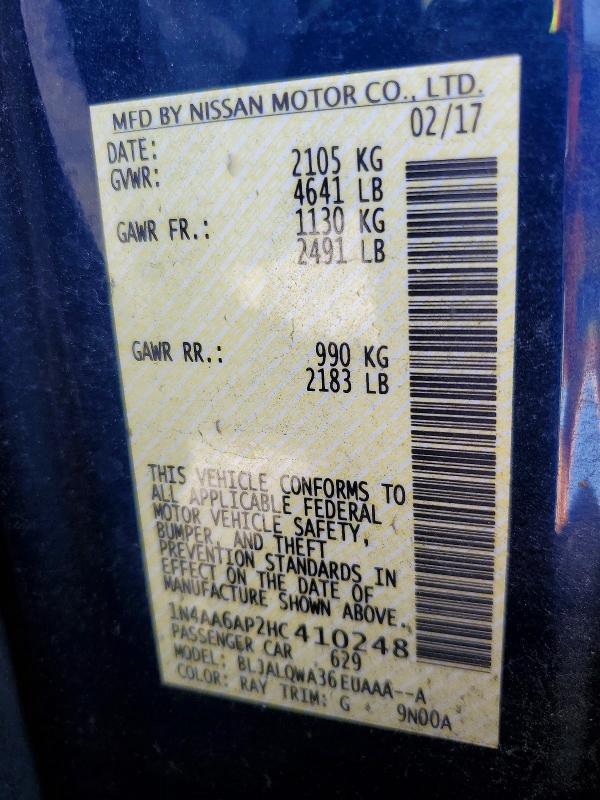 MFD BY NISSAN MOTOR CO., LTD.
DATE: 02/17
GVWR: 2105 KG
4641 LB
GAWR FR.: 1130 KG
2491 LB
GAWR RR.: 990 KG
2183 LB
THIS VEHICLE CONFORMS TO
ALL APPLICABLE FEDERAL
MOTOR VEHICLE SAFETY,
BUMPER, AND THEFT
PREVENTION STANDARDS IN
EFFECT ON THE DATE OF
MANUFACTURE SHOWN ABOVE.
1N4AA6AP2HC410248
PASSENGER CAR 629
MODEL: BLJALQWA36EUAAA--A
COLOR: RAY TRIM: G 9N00A